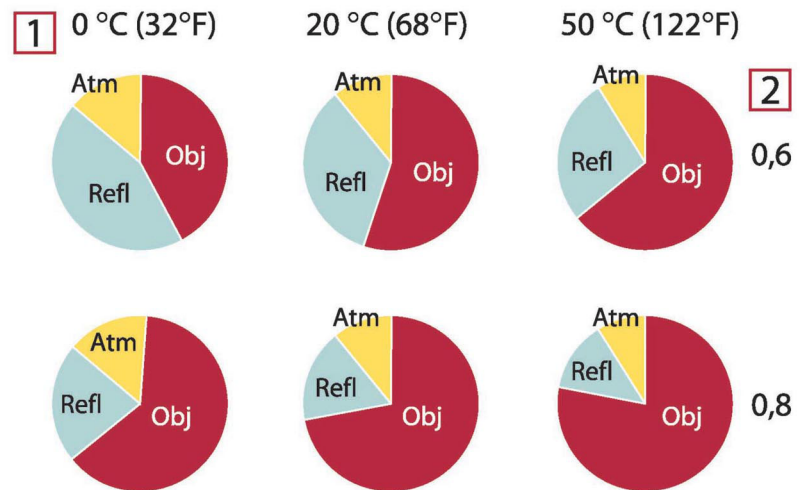 1 0 °C (32°F) 20 °C (68°F) 50 °C (122°F)
2
Atm Atm Atm
Obj Refl Obj Refl Obj Refl 0,6
Atm Atm Atm
Refl Obj Refl Obj Refl Obj 0,8